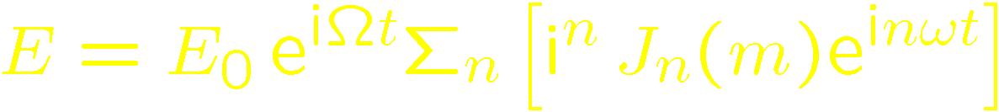 E = E₀ e^{iΩt} Σₙ [iⁿ Jₙ(m)e^{inωt}]